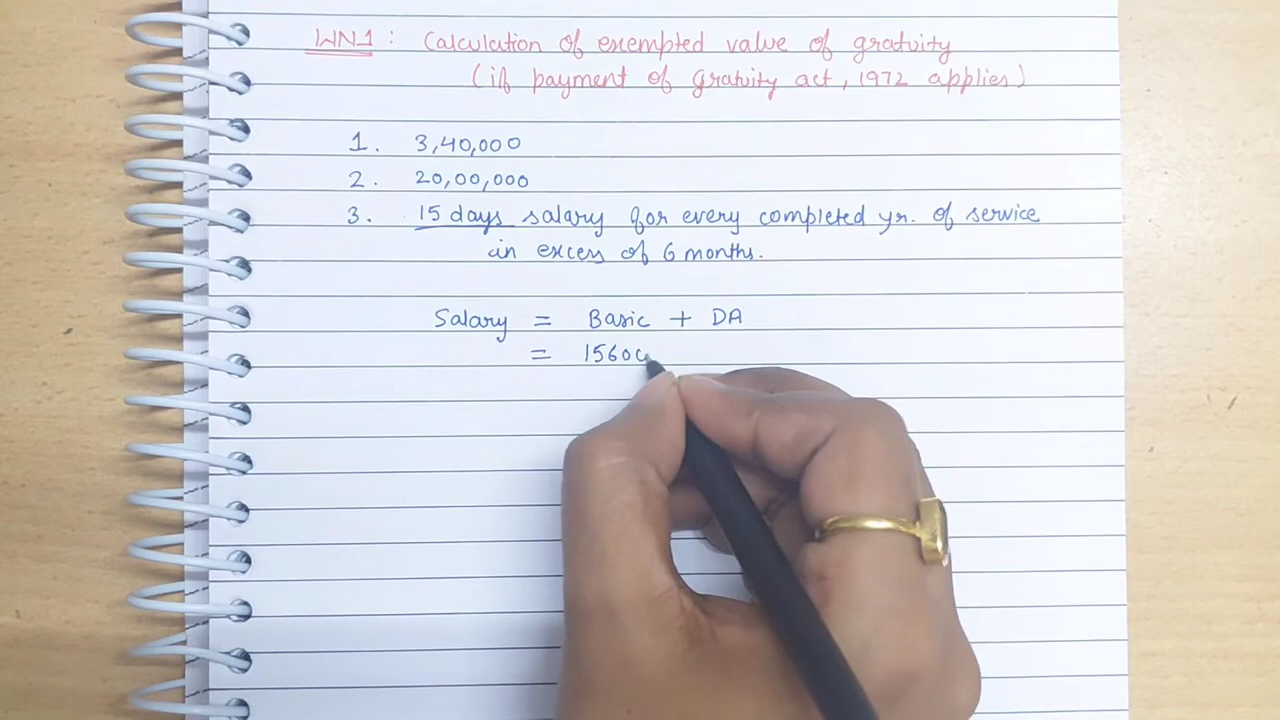 WN1 : Calculation of exempted value of gratuity
(if payment of gratuity act, 1972 applies)
1. 3,40,000
2. 20,00,000
3. 15 days salary for every completed yr. of service
in excess of 6 months.
Salary = Basic + DA
=